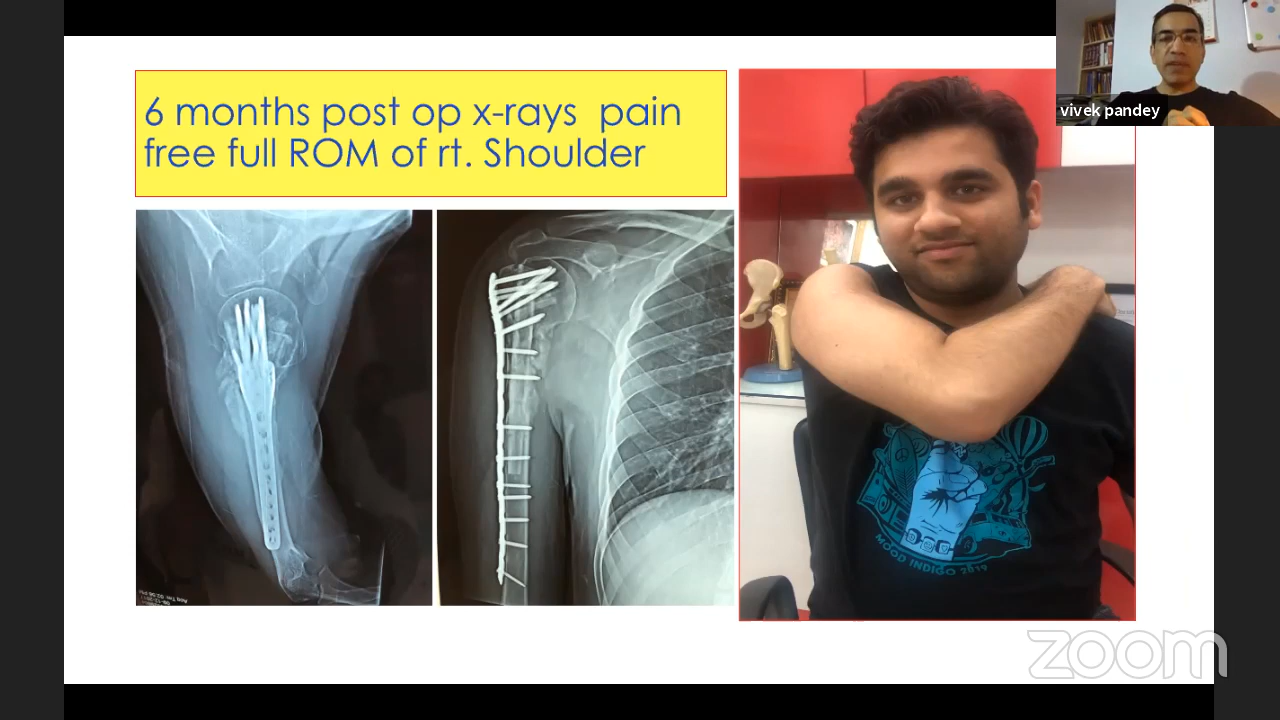 6 months post op x-rays  pain
free full ROM of rt. Shoulder
vivek pandey
MOOD INDIGO 2019
zoom